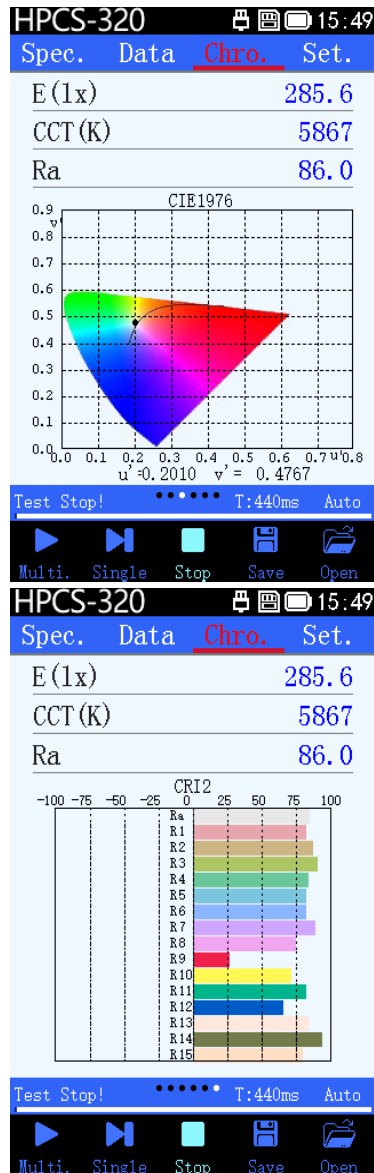 HPCS-320 15:49
Spec. Data Chro. Set.
E(lx) 285.6
CCT(K) 5867
Ra 86.0
CIE1976
0.9
v'
0.8
0.7
0.6
0.5
0.4
0.3
0.2
0.1
0.0
0.0 0.1 0.2 0.3 0.4 0.5 0.6 0.7 u' 0.8
u'=0.2010 v'= 0.4767
Test Stop! T:440ms Auto
Multi. Single Stop Save Open
HPCS-320 15:49
Spec. Data Chro. Set.
E(lx) 285.6
CCT(K) 5867
Ra 86.0
CRI2
-100 -75 -50 -25 0 25 50 75 100
Ra
R1
R2
R3
R4
R5
R6
R7
R8
R9
R10
R11
R12
R13
R14
R15
Test Stop! T:440ms Auto
Multi. Single Stop Save Open